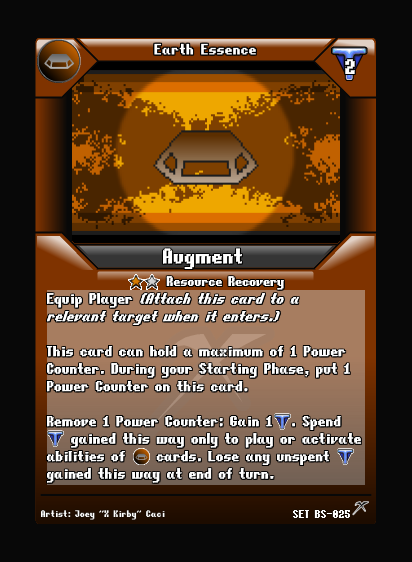 Earth Essence
2
Augment
Resource Recovery
Equip Player (Attach this card to a
relevant target when it enters.)
This card can hold a maximum of 1 Power
Counter. During your Starting Phase, put 1
Power Counter on this card.
Remove 1 Power Counter: Gain 1. Spend
gained this way only to play or activate
abilities of cards. Lose any unspent
gained this way at end of turn.
Artist: Joey "X Kirby" Caci
SET BS-025